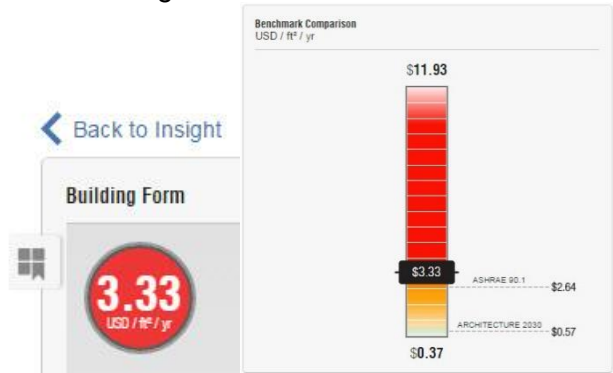 Back to Insight
Building Form
3.33
USD / ft² / yr
Benchmark Comparison
USD / ft² / yr
$11.93
$3.33
ASHRAE 90.1
$2.64
ARCHITECTURE 2030
$0.57
$0.37